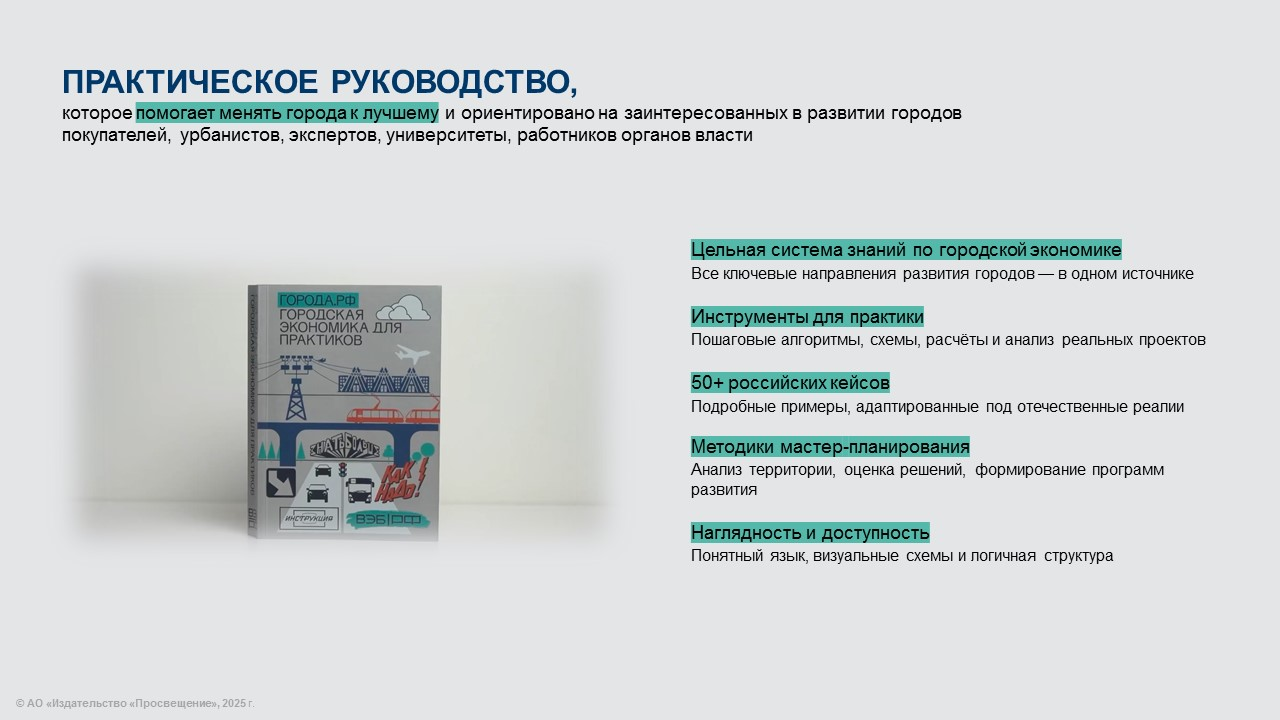 ПРАКТИЧЕСКОЕ РУКОВОДСТВО,
которое помогает менять города к лучшему и ориентировано на заинтересованных в развитии городов
покупателей, урбанистов, экспертов, университеты, работников органов власти
ГОРОДА.РФ
ГОРОДСКАЯ
ЭКОНОМИКА ДЛЯ
ПРАКТИКОВ
КАК
НАДО!
ИНСТРУКЦИЯ
ВЭБ РФ
Цельная система знаний по городской экономике
Все ключевые направления развития городов — в одном источнике
Инструменты для практики
Пошаговые алгоритмы, схемы, расчёты и анализ реальных проектов
50+ российских кейсов
Подробные примеры, адаптированные под отечественные реалии
Методики мастер-планирования
Анализ территории, оценка решений, формирование программ
развития
Наглядность и доступность
Понятный язык, визуальные схемы и логичная структура
© АО «Издательство «Просвещение», 2025 г.